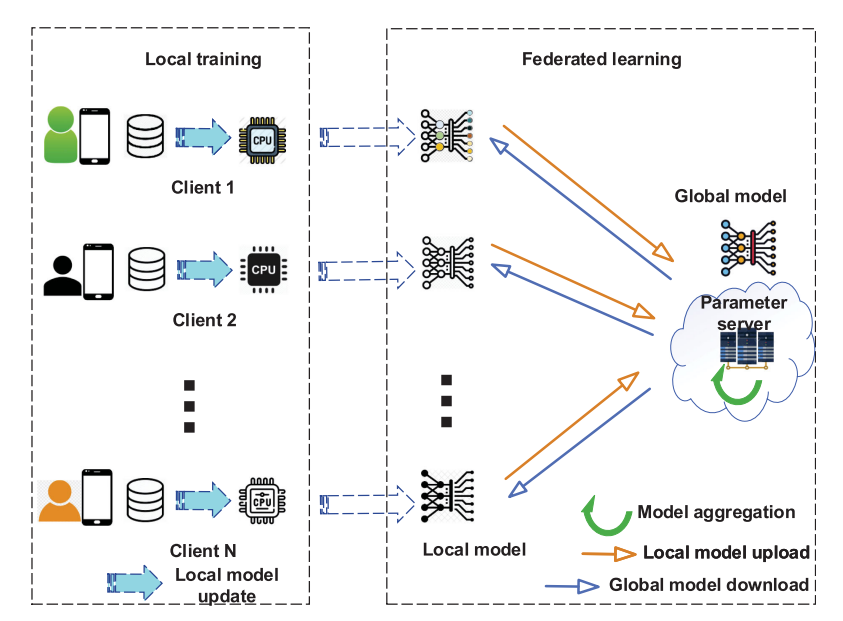 Local training
Federated learning
CPU
Client 1
Global model
CPU
Client 2
Parameter
server
CPU
Client N
Local model
Local model
update
Model aggregation
Local model upload
Global model download